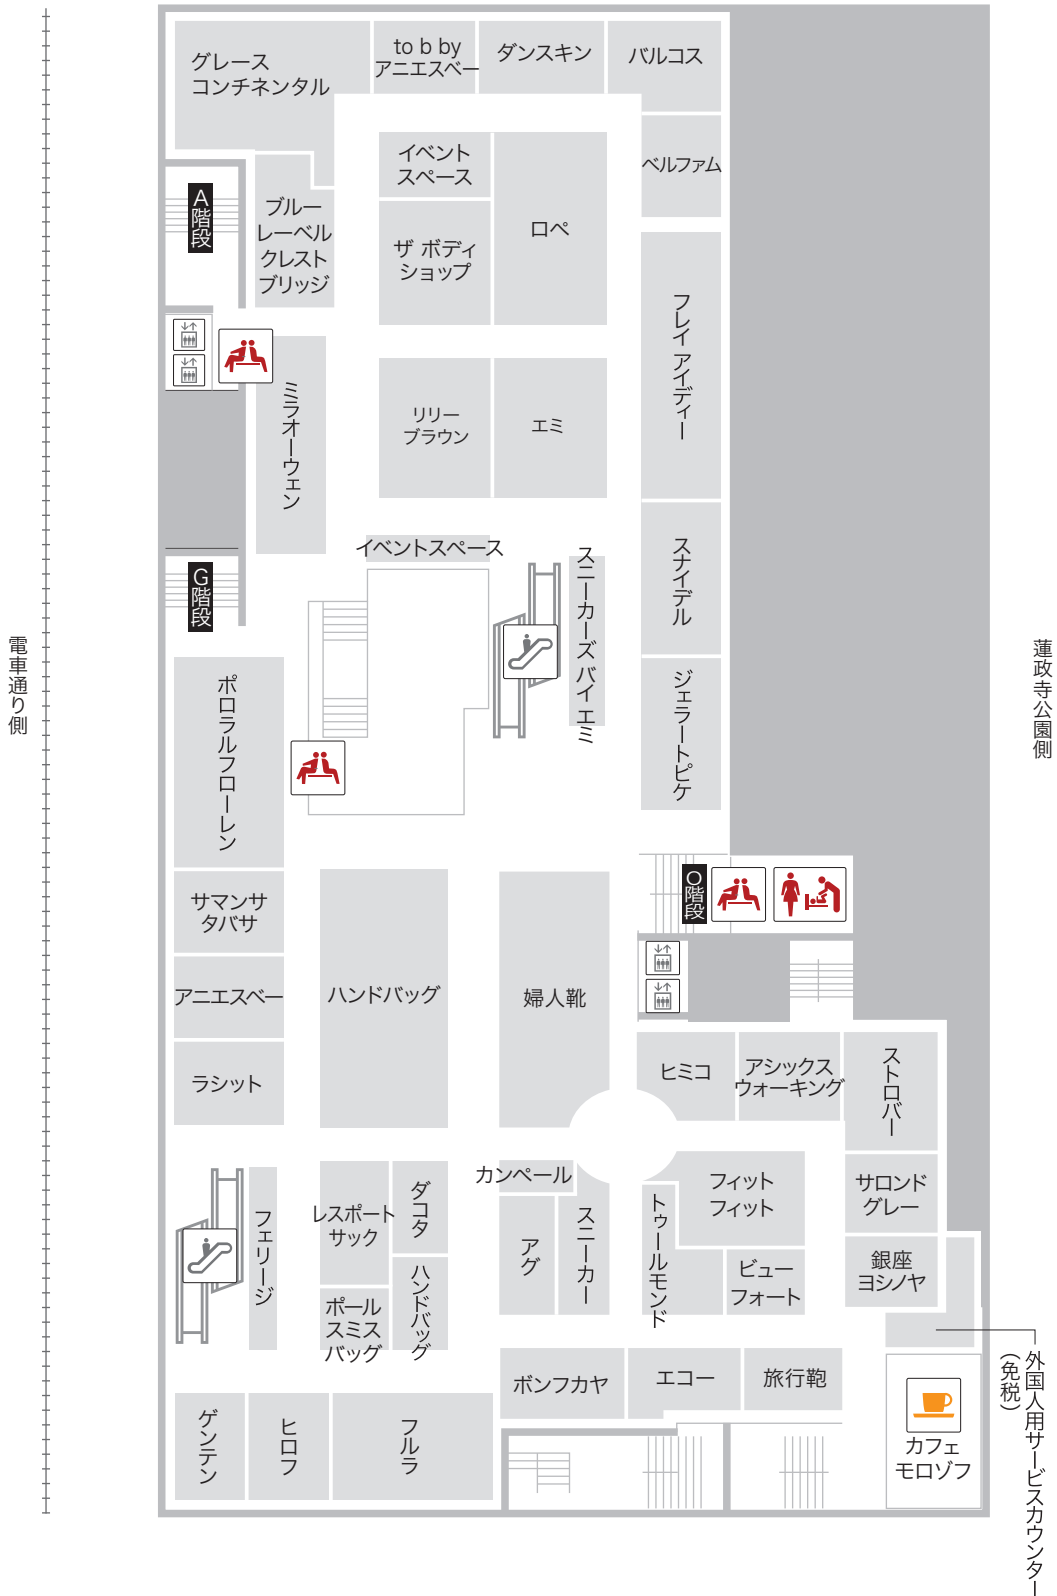 グレース
コンチネンタル
to b by
アニエスベー
ダンスキン
バルコス
ベルファム
イベント
スペース
ザ ボディ
ショップ
ロペ
A階段
ブルー
レーベル
クレスト
ブリッジ
フレイ アイディー
ミラオーウェン
リリー
ブラウン
エミ
スナイデル
イベントスペース
スニーカーズ バイ エミ
G階段
電車通り側
蓮政寺公園側
ポロラルフローレン
ジェラートピケ
サマンサ
タバサ
アニエスベー
ラシット
ハンドバッグ
婦人靴
O階段
ヒミコ
アシックス
ウォーキング
ストロバー
サロンド
グレー
銀座
ヨシノヤ
カンペール
フィット
フィット
トゥールモンド
ビュー
フォート
アグ
スニーカー
フェリージ
レスポート
サック
ダコタ
ポール
スミス
バッグ
ハンドバッグ
ボンフカヤ
エコー
旅行鞄
外国人用サービスカウンター
(免税)
カフェ
モロゾフ
ゲンテン
ヒロフ
フルラ